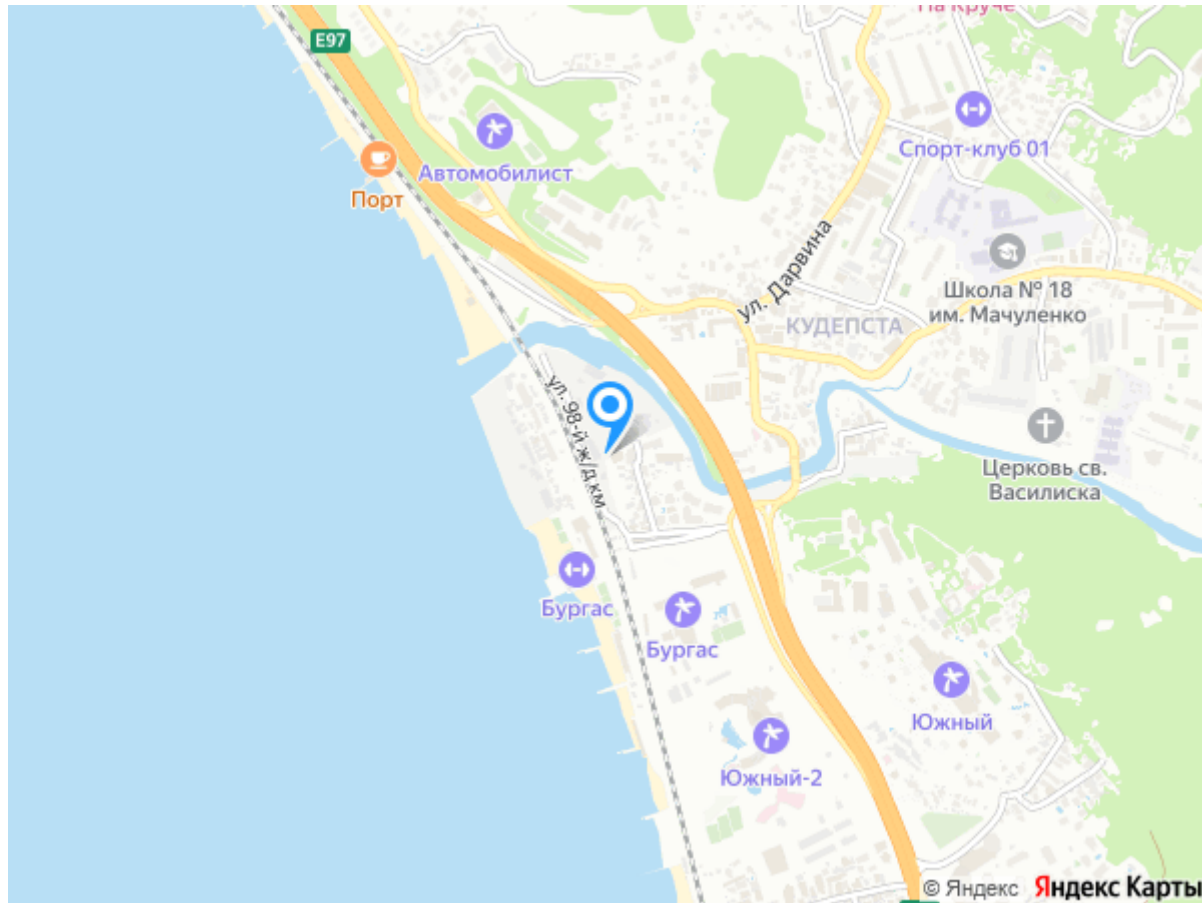 На круче
E97
Спорт-клуб 01
Автомобилист
Порт
ул. Дарвина
Школа № 18
им. Мачуленко
КУДЕПСТА
ул. 98-й ж/д км
Церковь св.
Василиска
Бургас
Бургас
Южный
Южный-2
© Яндекс Яндекс Карты